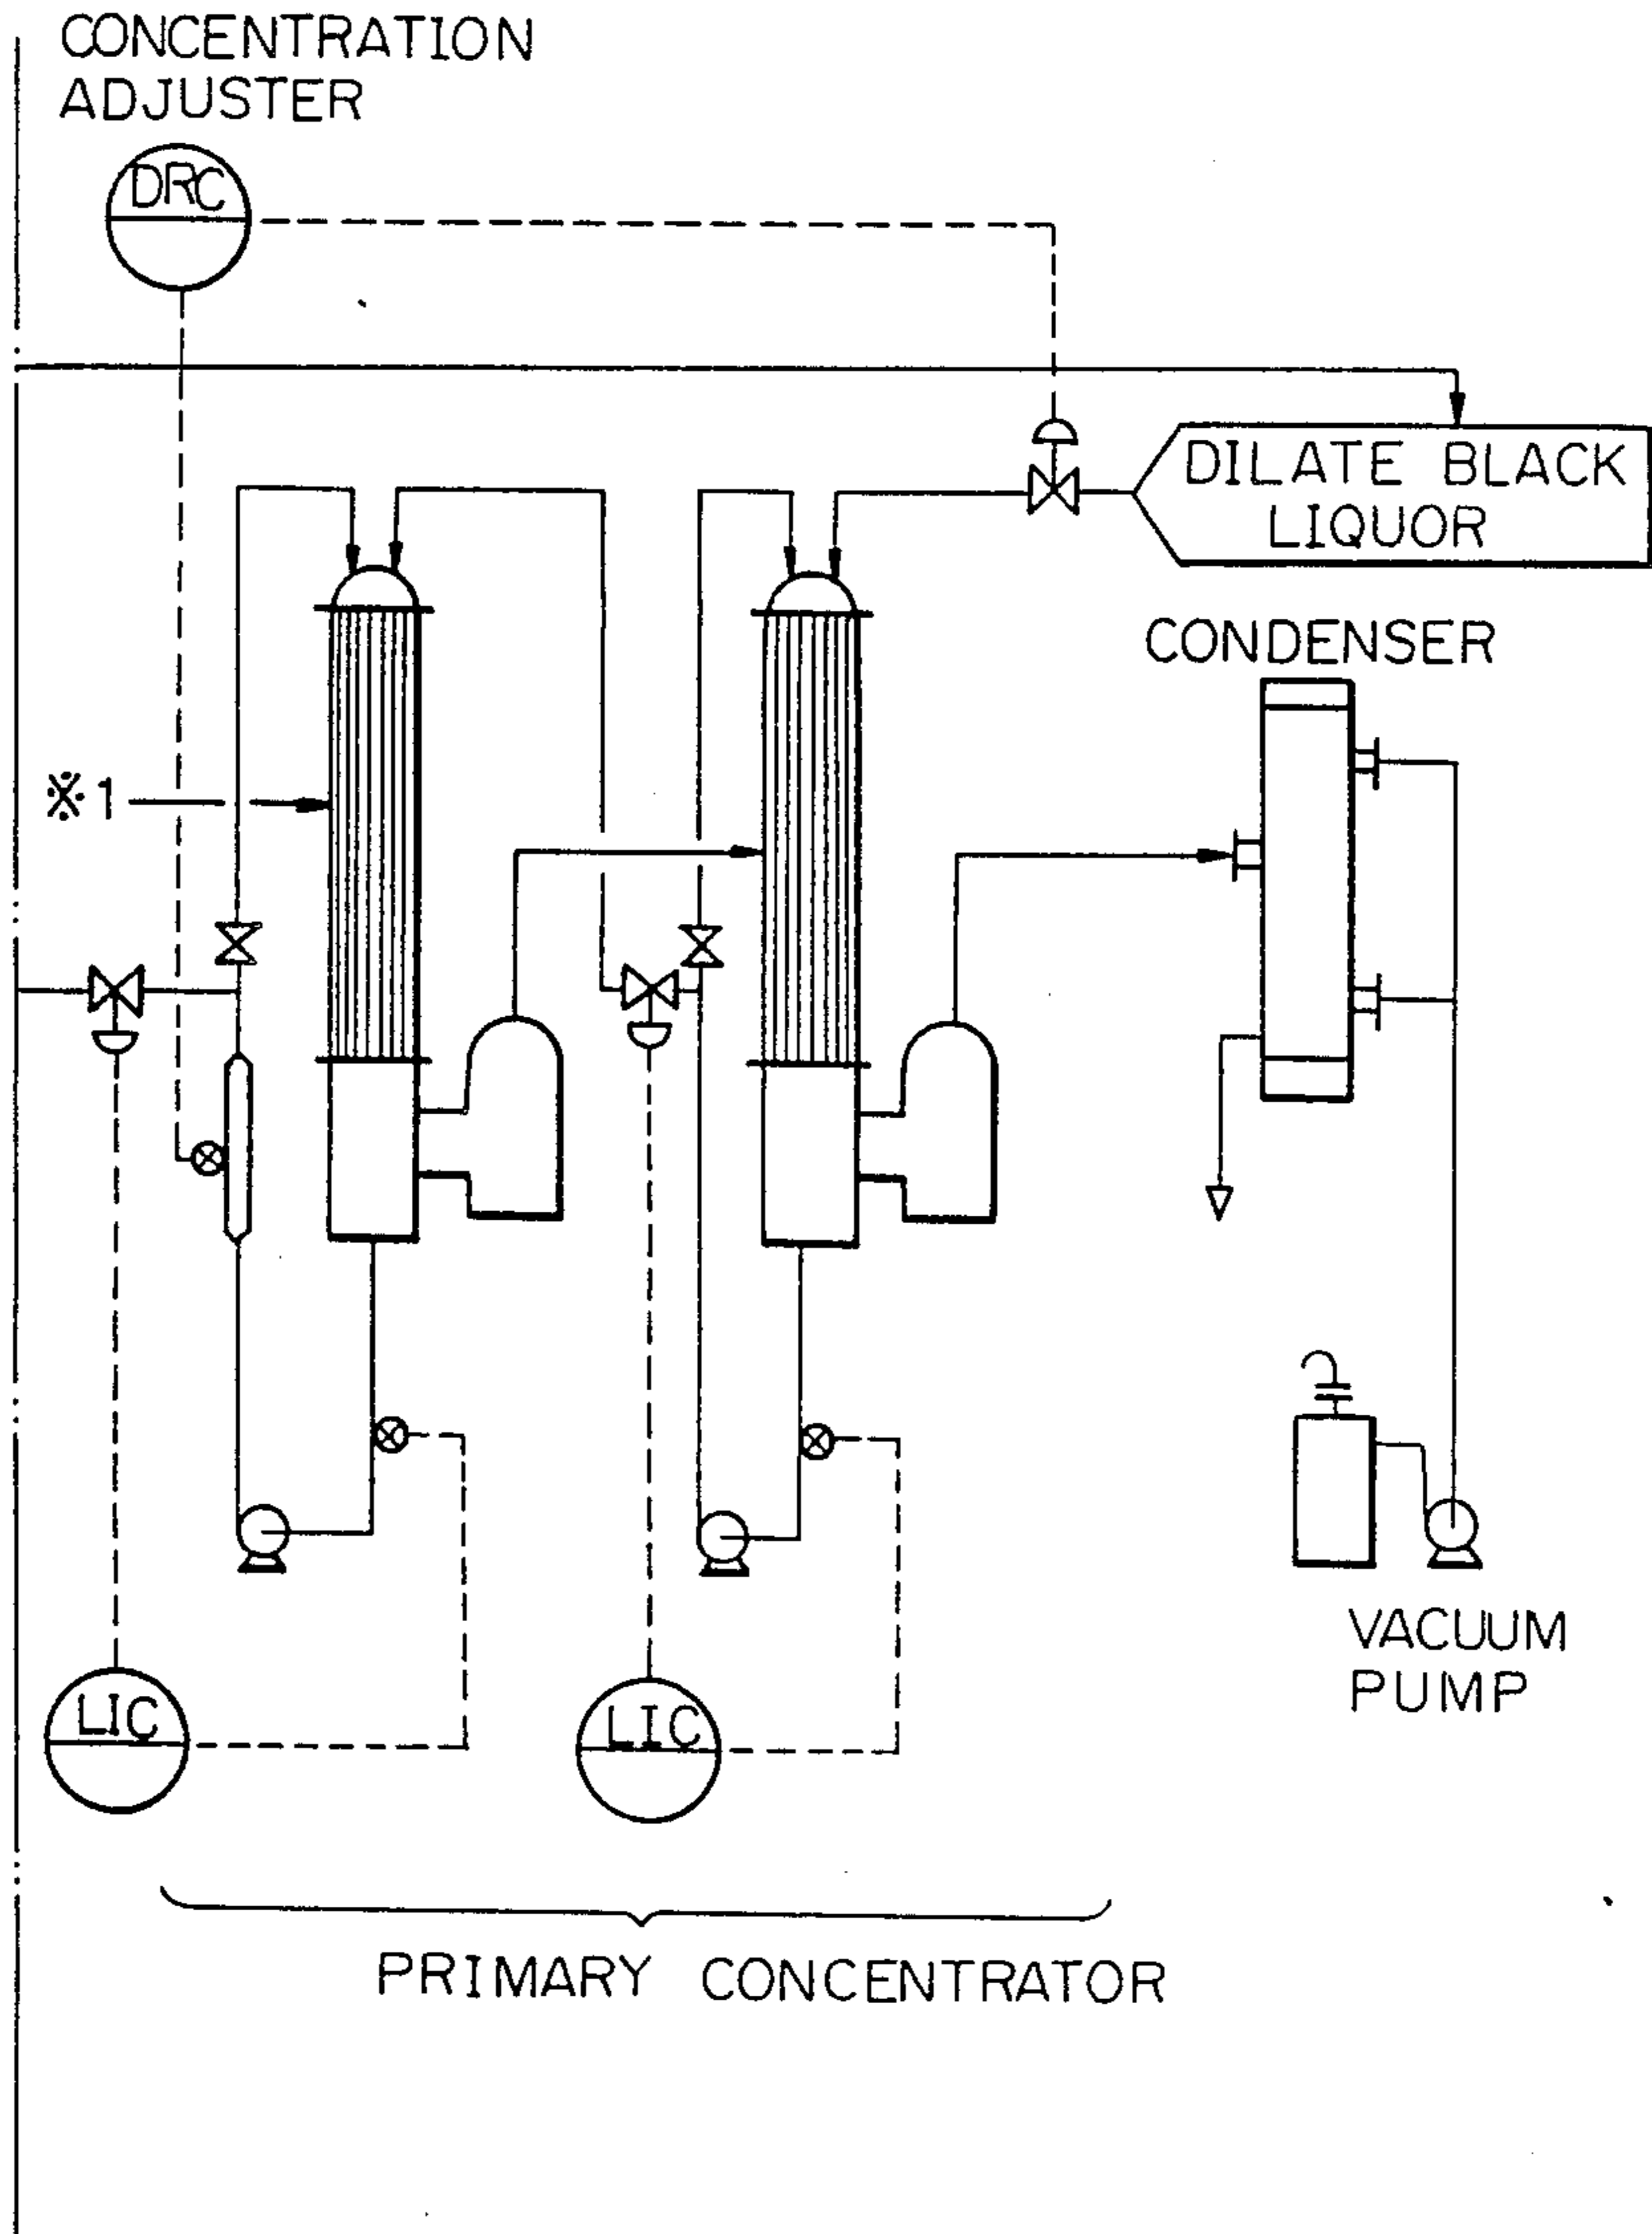 CONCENTRATION
ADJUSTER
DRC
DILATE BLACK
LIQUOR
CONDENSER
※1
VACUUM
PUMP
LIC
LIC
PRIMARY CONCENTRATOR